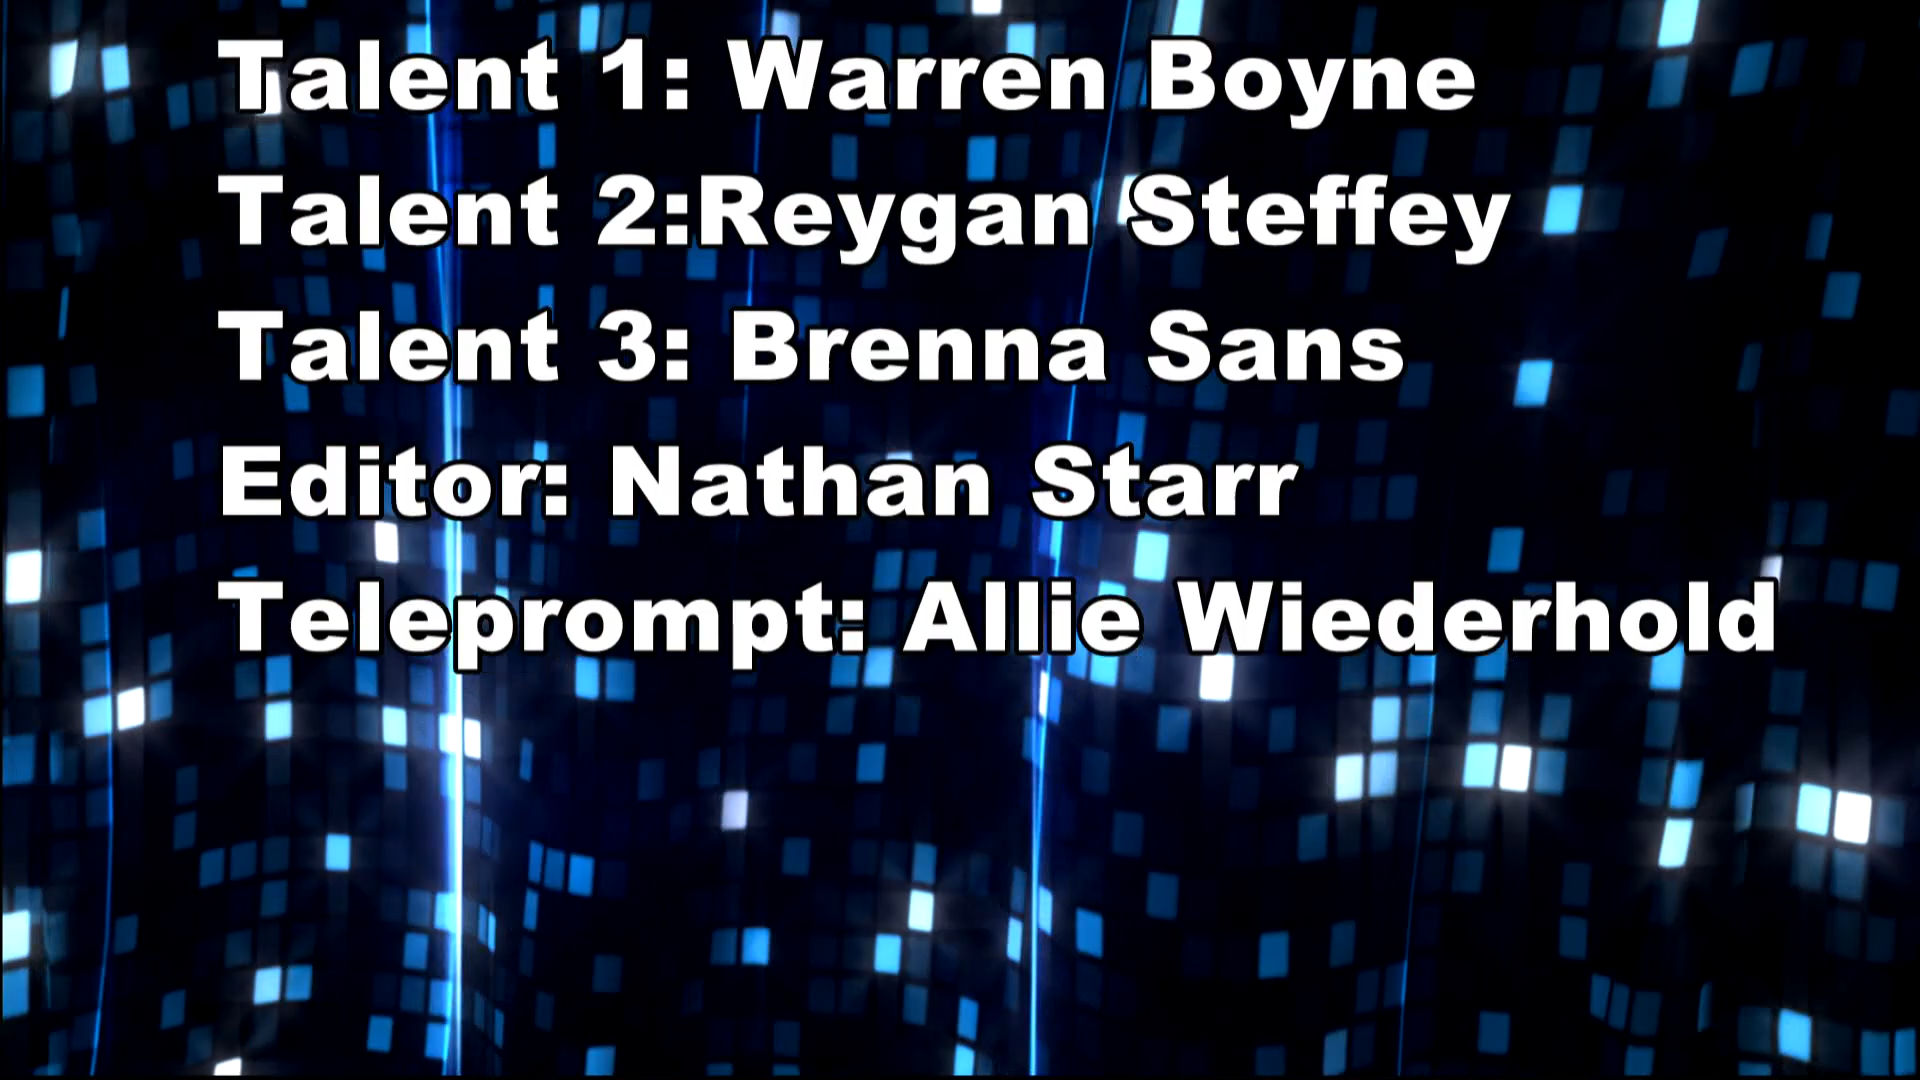 Talent 1: Warren Boyne
Talent 2:Reygan Steffey
Talent 3: Brenna Sans
Editor: Nathan Starr
Teleprompt: Allie Wiederhold